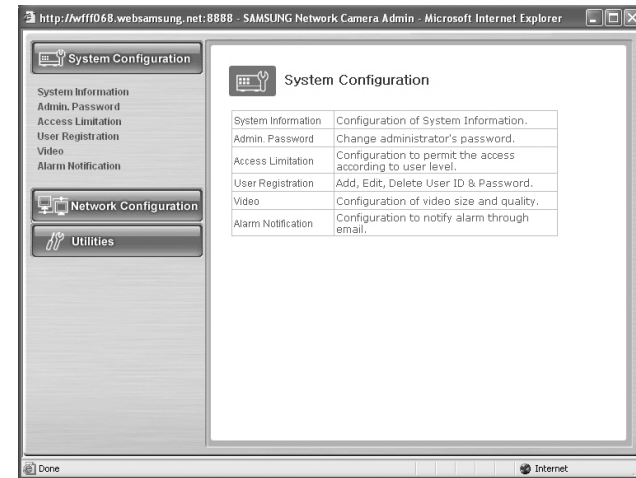 http://wfff068.websamsung.net:8888 - SAMSUNG Network Camera Admin - Microsoft Internet Explorer
System Configuration
System Information
Admin. Password
Access Limitation
User Registration
Video
Alarm Notification
Network Configuration
Utilities
System Configuration
System Information Configuration of System Information.
Admin. Password Change administrator's password.
Access Limitation Configuration to permit the access
according to user level.
User Registration Add, Edit, Delete User ID & Password.
Video Configuration of video size and quality.
Alarm Notification Configuration to notify alarm through
email.
Done
Internet